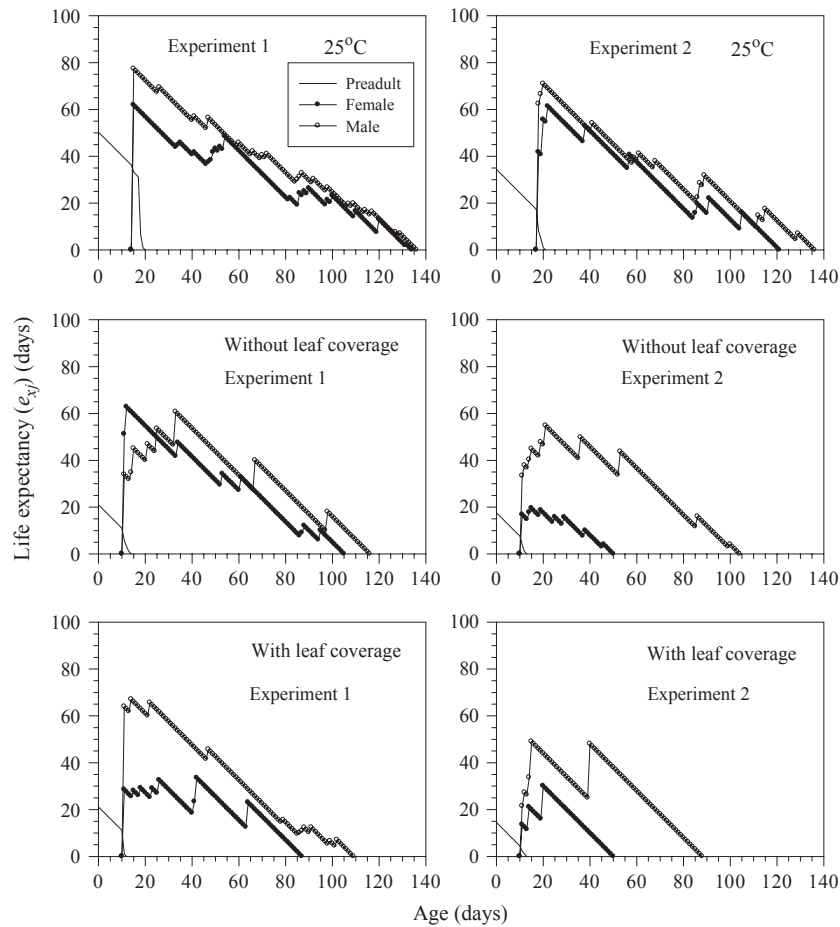 Experiment 1 25°C
Preadult
Female
Male
100
80
60
40
20
0
0 20 40 60 80 100 120 140
Experiment 2 25°C
100
80
60
40
20
0
0 20 40 60 80 100 120 140
Life expectancy (exj) (days)
Without leaf coverage
Experiment 1
100
80
60
40
20
0
0 20 40 60 80 100 120 140
Without leaf coverage
Experiment 2
100
80
60
40
20
0
0 20 40 60 80 100 120 140
With leaf coverage
Experiment 1
100
80
60
40
20
0
0 20 40 60 80 100 120 140
With leaf coverage
Experiment 2
100
80
60
40
20
0
0 20 40 60 80 100 120 140
Age (days)